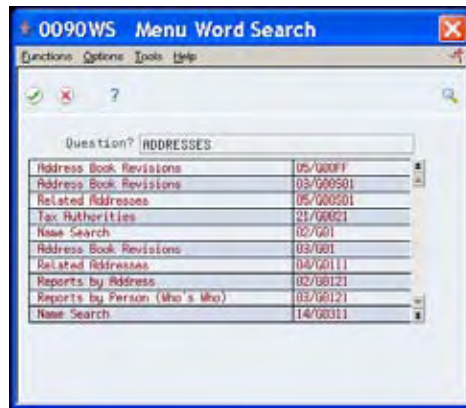 0090WS Menu Word Search
Functions Options Tools Help
?
Question? ADDRESSES
Address Book Revisions 05/G00FF
Address Book Revisions 03/G00S01
Related Addresses 05/G00S01
Tax Authorities 21/G0021
Name Search 02/G01
Address Book Revisions 03/G01
Related Addresses 04/G0111
Reports by Address 02/G0121
Reports by Person (Who's Who) 03/G0121
Name Search 14/G0311